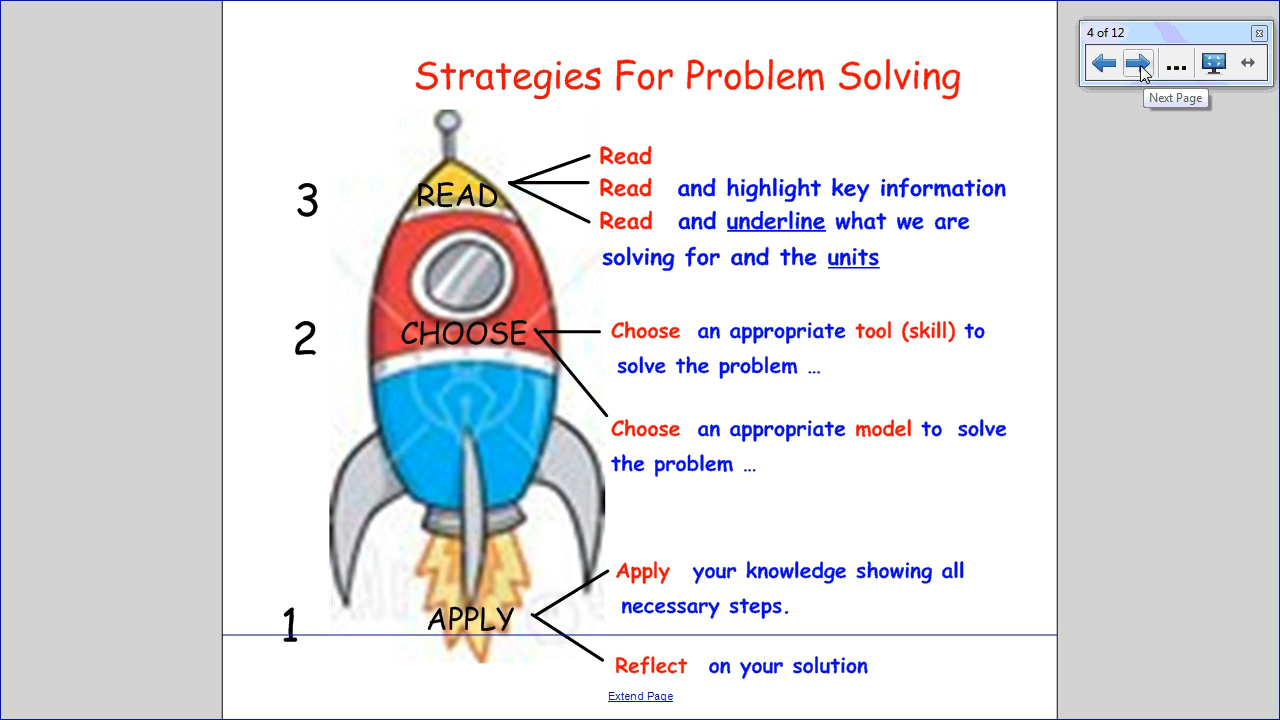 4 of 12
Next Page
Strategies For Problem Solving
3
READ
Read
Read and highlight key information
Read and underline what we are
solving for and the units
2
CHOOSE
Choose an appropriate tool (skill) to
solve the problem ...
Choose an appropriate model to solve
the problem ...
1
APPLY
Apply your knowledge showing all
necessary steps.
Reflect on your solution
Extend Page